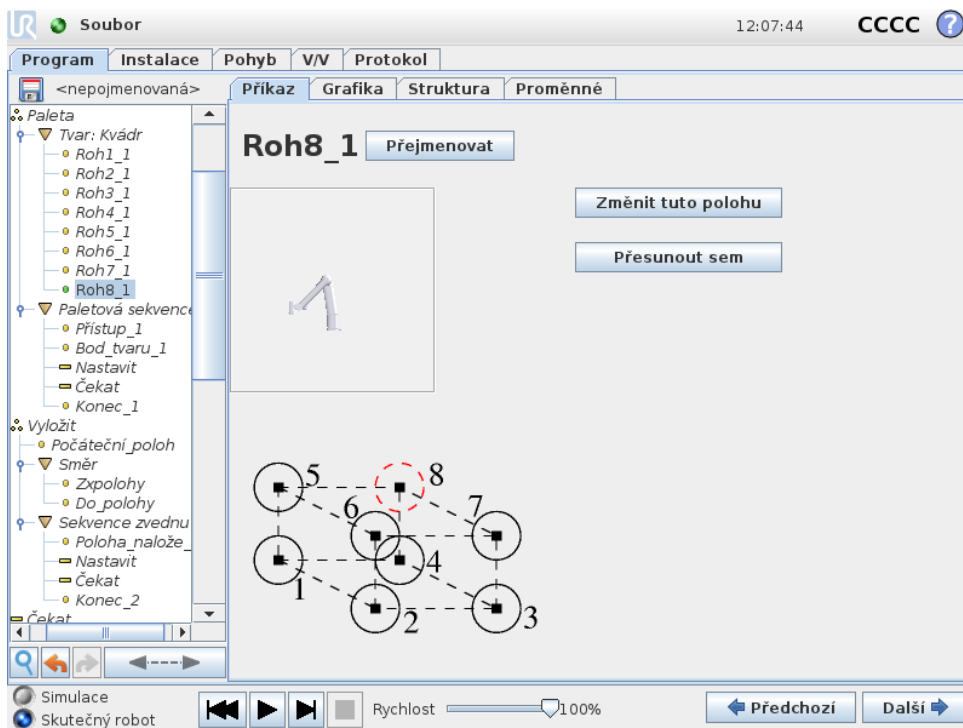 UR Soubor 12:07:44 CCCC ?
Program Instalace Pohyb V/V Protokol
<nepojmenovaná> Příkaz Grafika Struktura Proměnné
Paleta
Tvar: Kvádr
Roh1_1
Roh2_1
Roh3_1
Roh4_1
Roh5_1
Roh6_1
Roh7_1
Roh8_1
Paletová sekvence
Přístup_1
Bod_tvaru_1
Nastavit
Čekat
Konec_1
Vyložit
Počáteční_poloh
Směr
Zxpolohy
Do_polohy
Sekvence zvednu
Poloha_nalože_
Nastavit
Čekat
Konec_2
Čekat
Roh8_1 Přejmenovat
Změnit tuto polohu
Přesunout sem
5 8
6 7
1 4
2 3
Simulace
Skutečný robot
Rychlost 100%
Předchozí Další